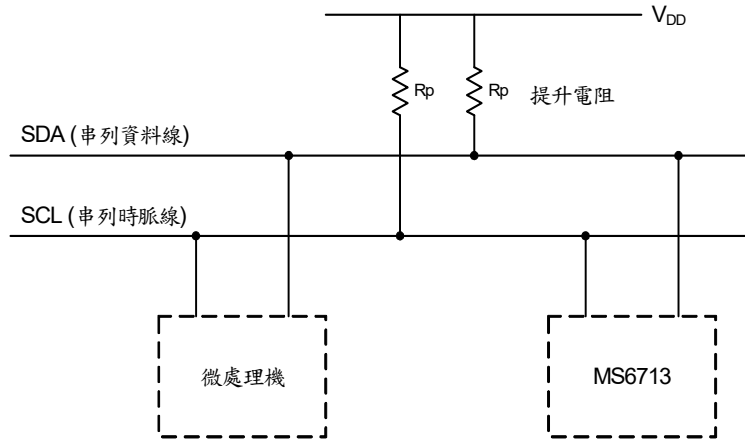 VDD
Rp
Rp
提升電阻
SDA (串列資料線)
SCL (串列時脈線)
微處理機
MS6713